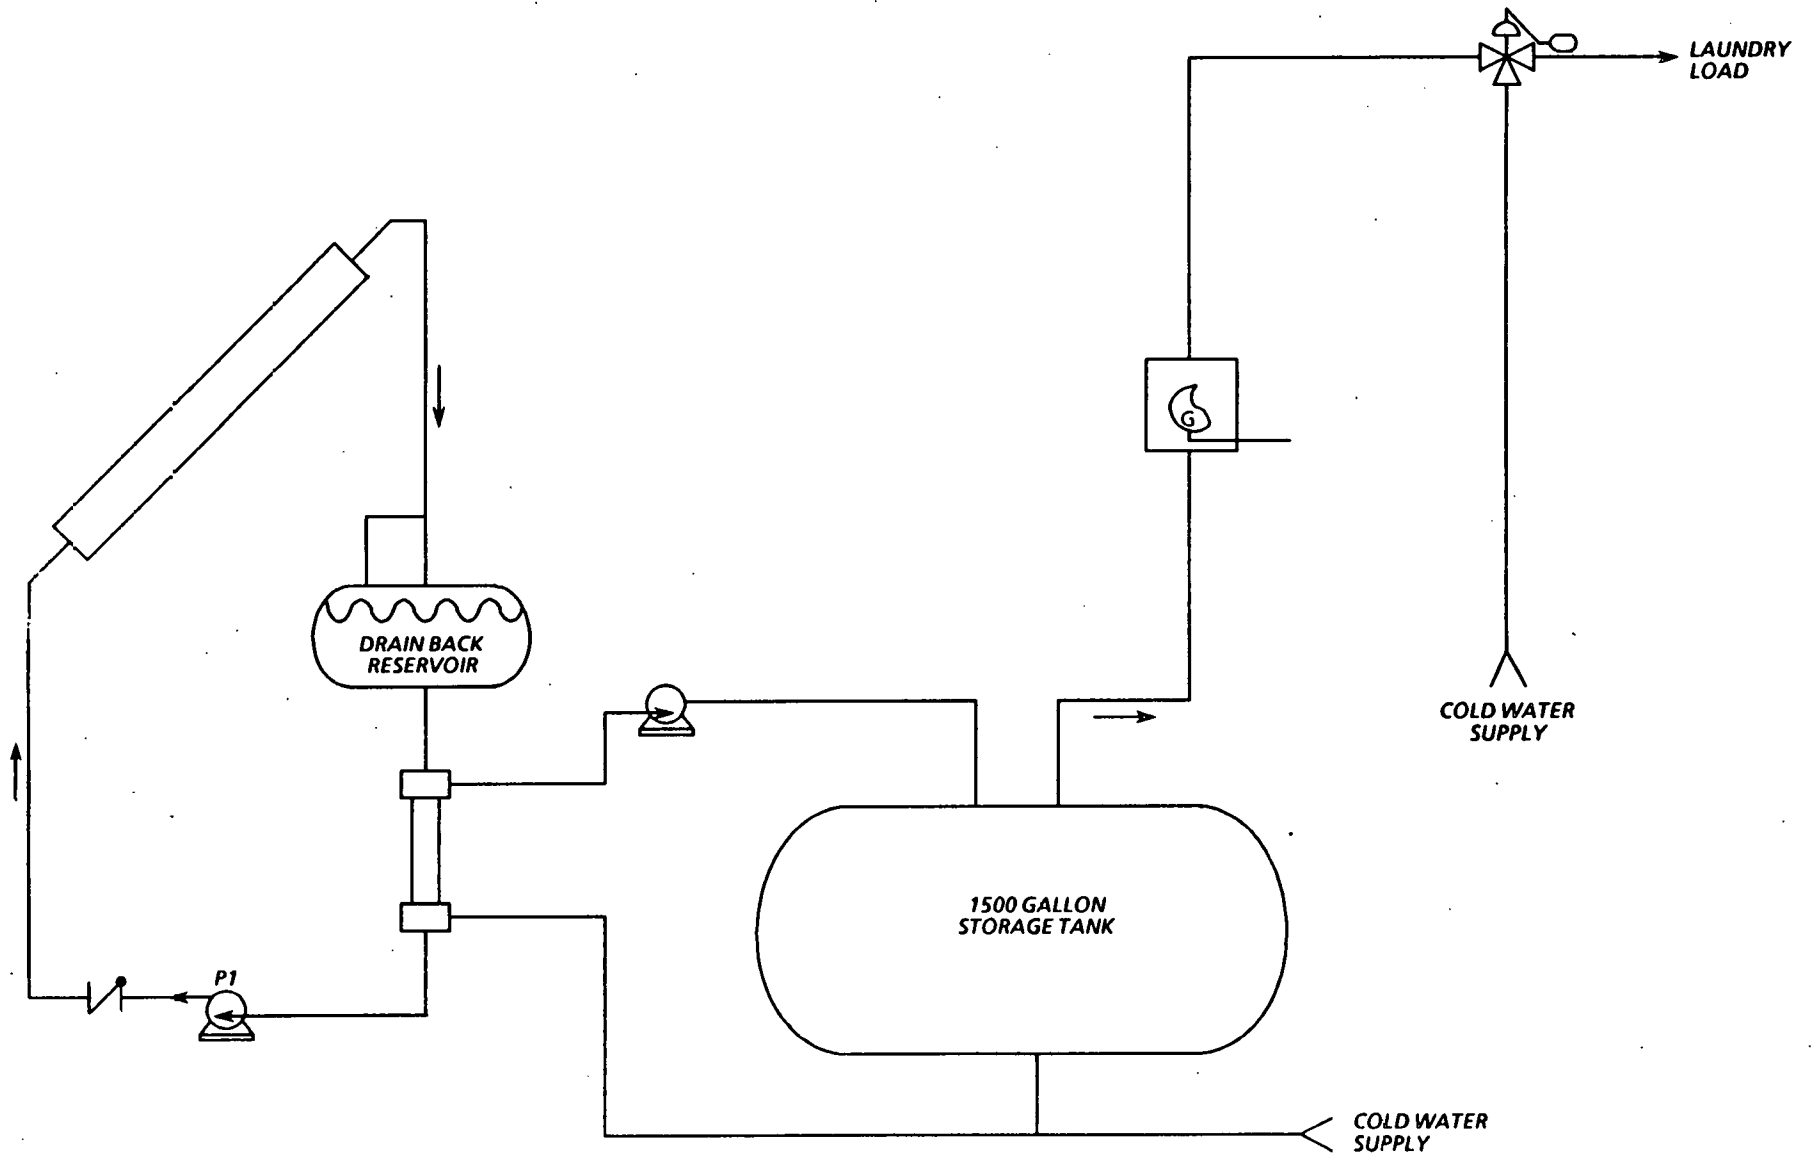 LAUNDRY
LOAD
G
DRAIN BACK
RESERVOIR
COLD WATER
SUPPLY
1500 GALLON
STORAGE TANK
P1
COLD WATER
SUPPLY